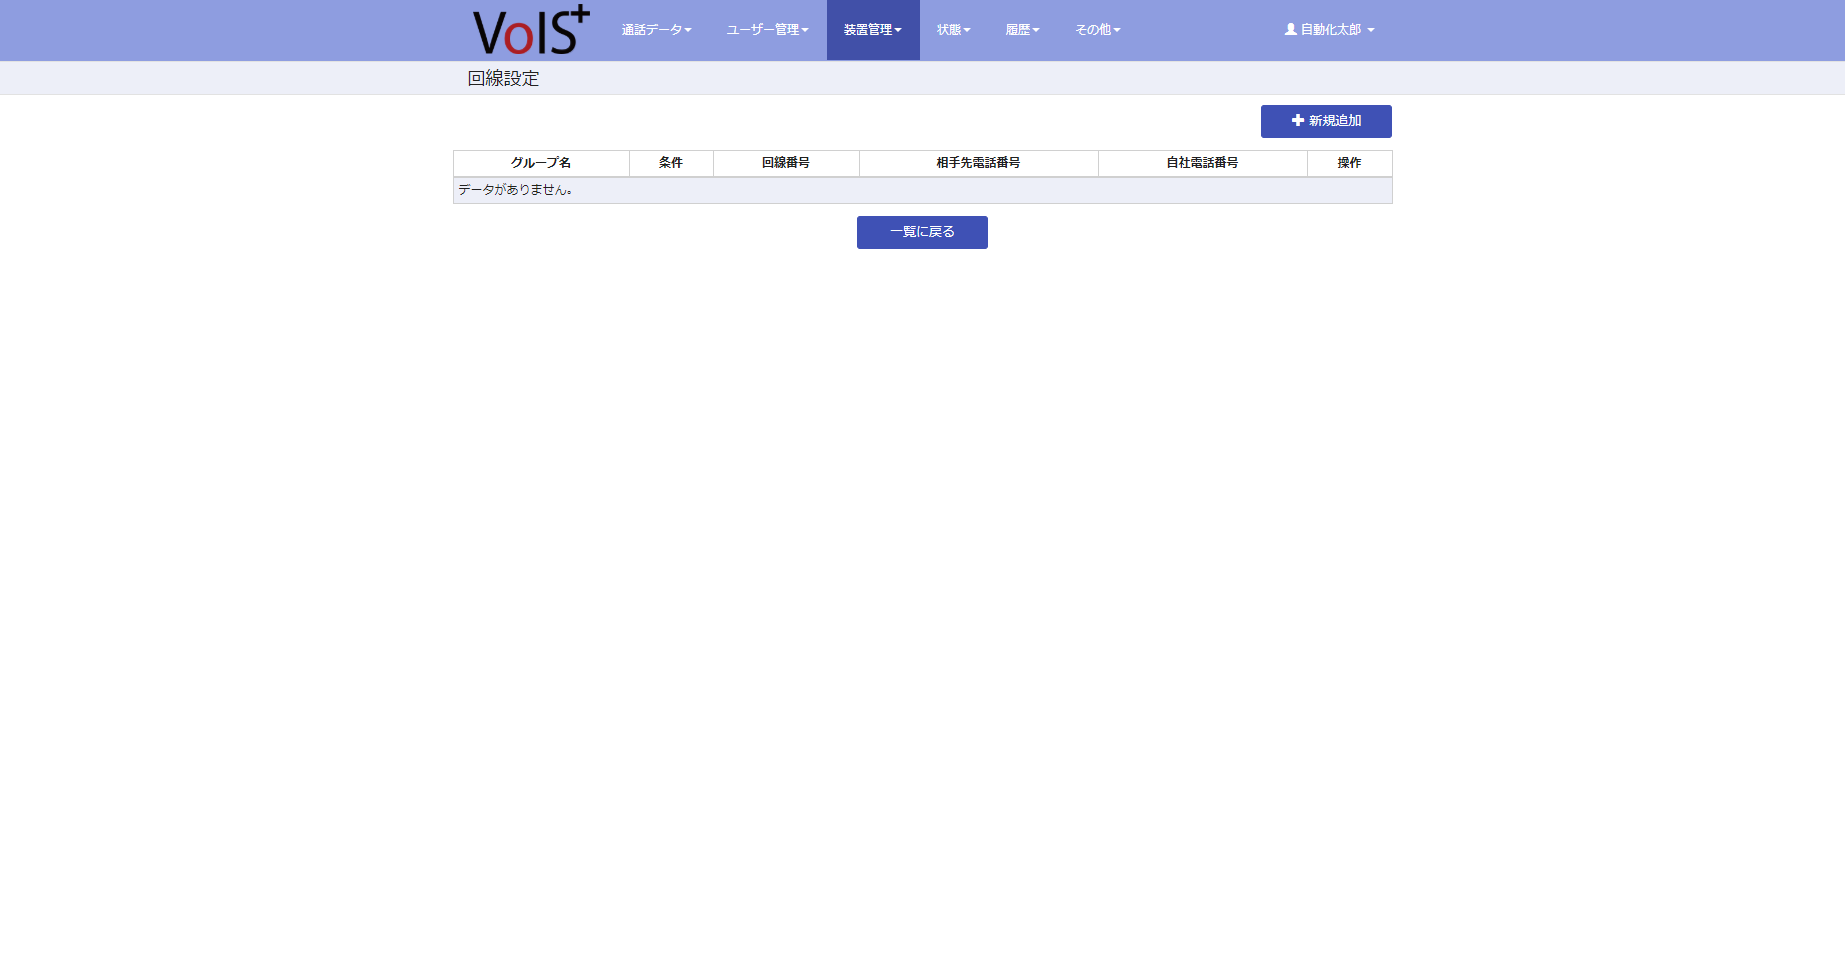 VoIS+ 通話データ ユーザー管理 装置管理 状態 履歴 その他 自動化太郎
回線設定
新規追加
グループ名 条件 回線番号 相手先電話番号 自社電話番号 操作
データがありません。
一覧に戻る